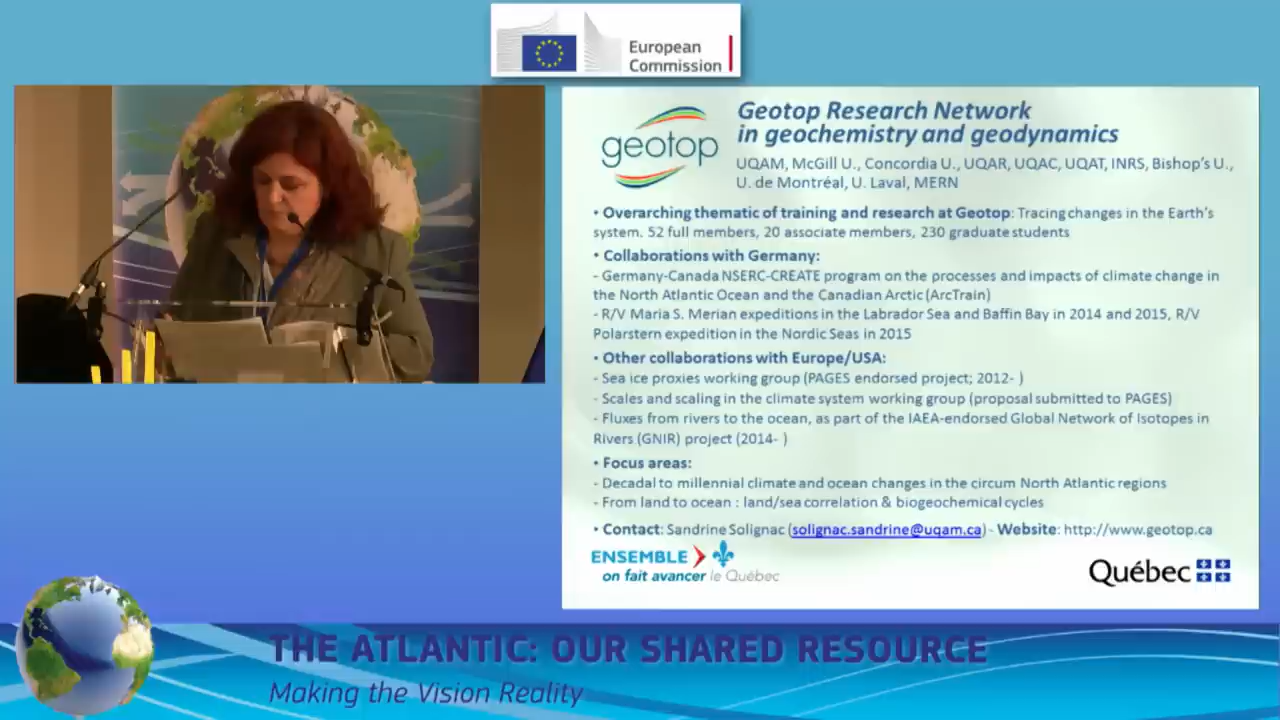 European
Commission
geotop
Geotop Research Network
in geochemistry and geodynamics
UQAM, McGill U., Concordia U., UQAR, UQAC, UQAT, INRS, Bishop's U.,
U. de Montréal, U. Laval, MERN
• Overarching thematic of training and research at Geotop: Tracing changes in the Earth's
system. 52 full members, 20 associate members, 230 graduate students
• Collaborations with Germany:
- Germany-Canada NSERC-CREATE program on the processes and impacts of climate change in
the North Atlantic Ocean and the Canadian Arctic (ArcTrain)
- R/V Maria S. Merian expeditions in the Labrador Sea and Baffin Bay in 2014 and 2015, R/V
Polarstern expedition in the Nordic Seas in 2015
• Other collaborations with Europe/USA:
- Sea ice proxies working group (PAGES endorsed project; 2012- )
- Scales and scaling in the climate system working group (proposal submitted to PAGES)
- Fluxes from rivers to the ocean, as part of the IAEA-endorsed Global Network of Isotopes in
Rivers (GNIR) project (2014- )
• Focus areas:
- Decadal to millennial climate and ocean changes in the circum North Atlantic regions
- From land to ocean : land/sea correlation & biogeochemical cycles
• Contact: Sandrine Solignac (solignac.sandrine@uqam.ca) - Website: http://www.geotop.ca
ENSEMBLE
on fait avancer le Québec
Québec
THE ATLANTIC: OUR SHARED RESOURCE
Making the Vision Reality